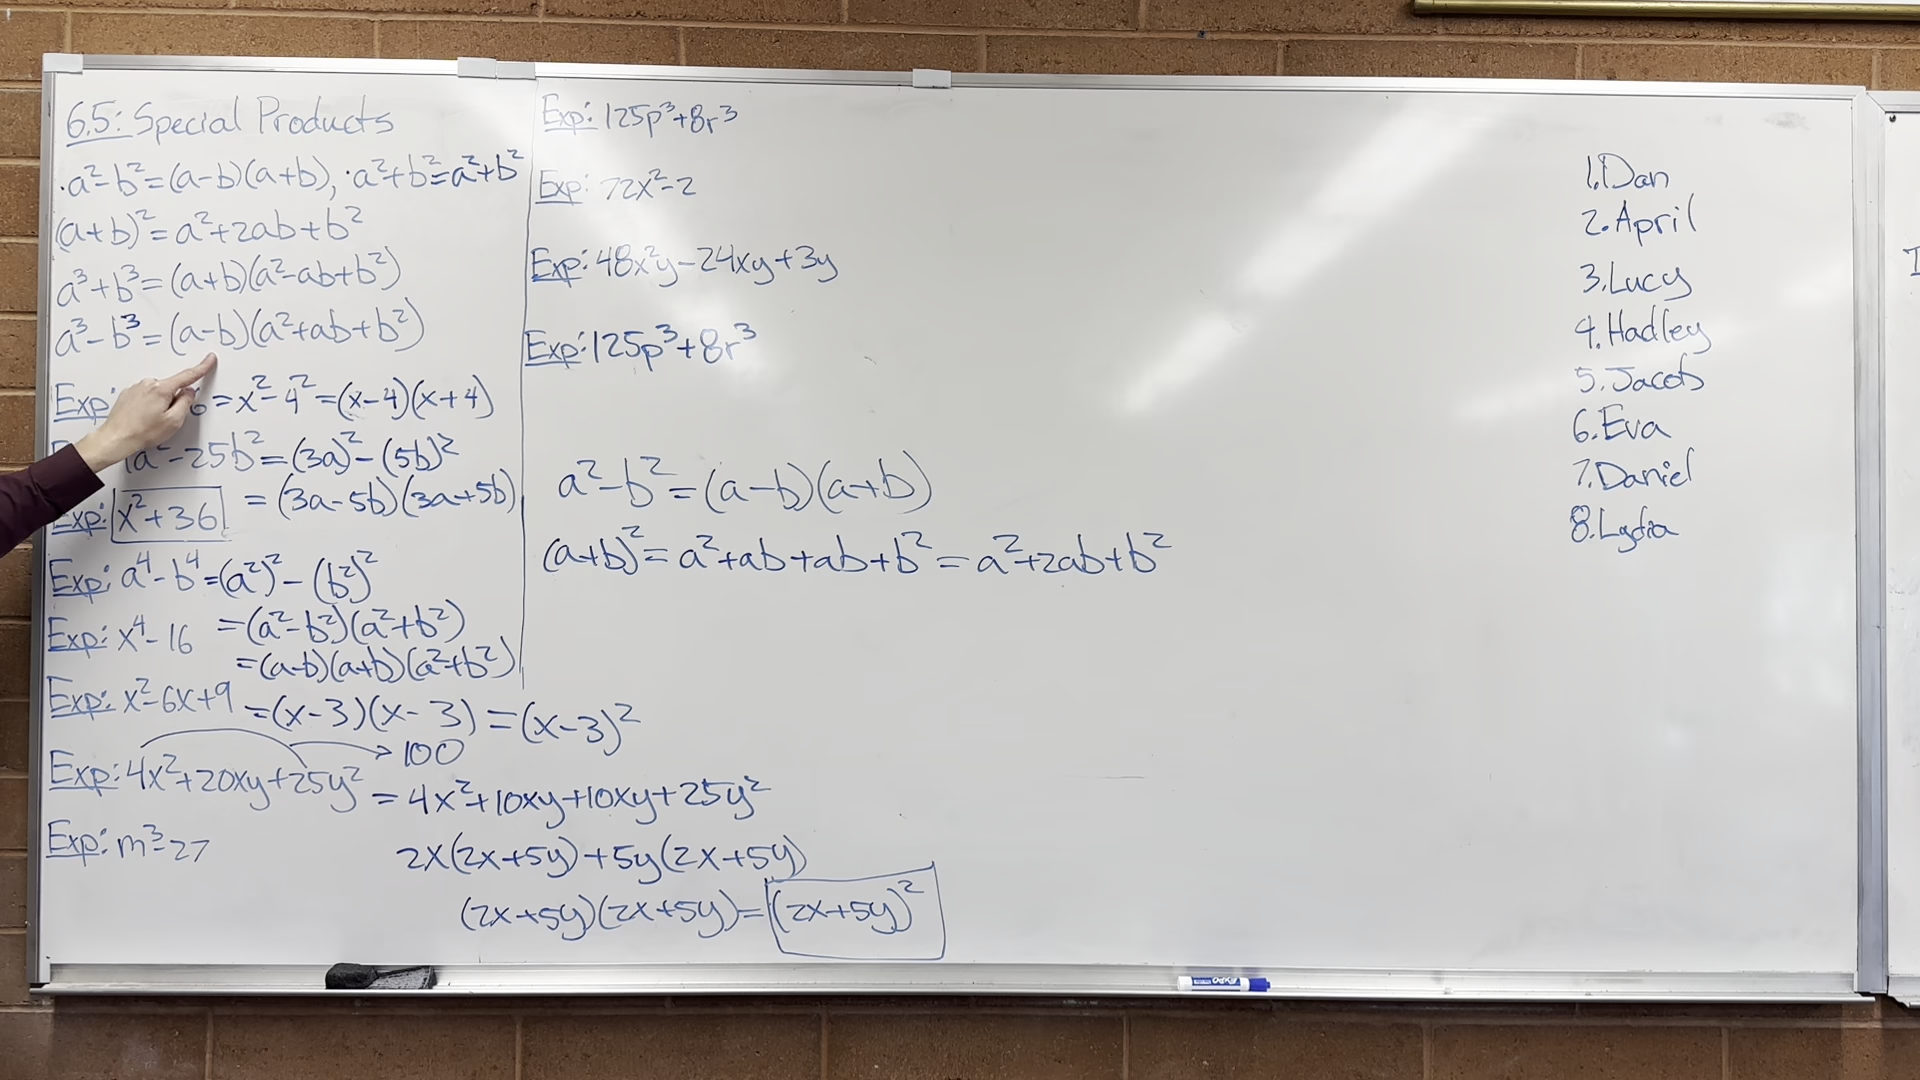 6.5: Special Products
·a²-b²=(a-b)(a+b), ·a²+b²=a²+b²
(a+b)²=a²+2ab+b²
a³+b³=(a+b)(a²-ab+b²)
a³-b³=(a-b)(a²+ab+b²)
Exp: 6=x²-4²=(x-4)(x+4)
a²-25b²=(3a)²-(5b)²
=(3a-5b)(3a+5b)
Exp: x²+36
Exp: a⁴-b⁴=(a²)²-(b²)²
=(a²-b²)(a²+b²)
=(a-b)(a+b)(a²+b²)
Exp: x⁴-16
Exp: x²-6x+9=(x-3)(x-3)=(x-3)²
100
Exp: 4x²+20xy+25y²=4x²+10xy+10xy+25y²
2x(2x+5y)+5y(2x+5y)
(2x+5y)(2x+5y)=(2x+5y)²
Exp: m³-27
Exp: 125p³+8r³
Exp: 72x²-2
Exp: 48x²y-24xy+3y
Exp: 125p³+8r³
a²-b²=(a-b)(a+b)
(a+b)²=a²+ab+ab+b²=a²+2ab+b²
1.Dan
2.April
3.Lucy
4.Hadley
5.Jacob
6.Eva
7.Daniel
8.Lydia
EXPO